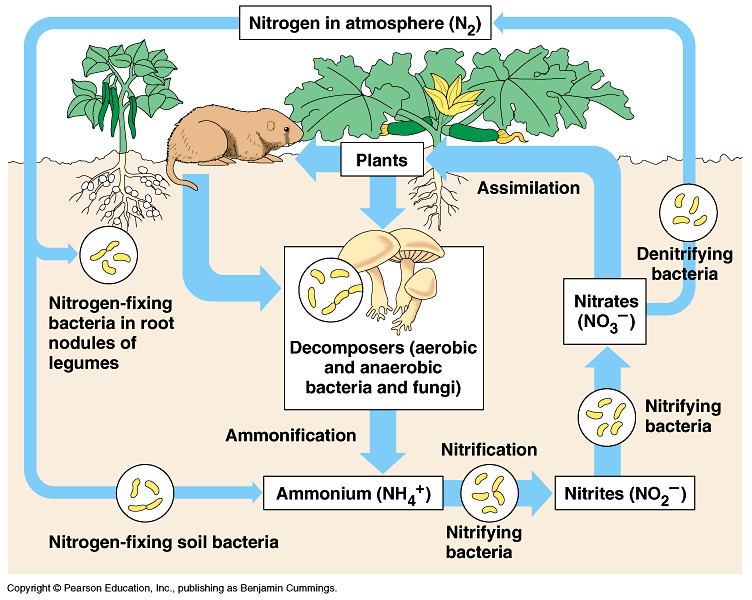 Nitrogen in atmosphere (N₂)
Plants
Assimilation
Denitrifying
bacteria
Nitrogen-fixing
bacteria in root
nodules of
legumes
Nitrates
(NO₃⁻)
Decomposers (aerobic
and anaerobic
bacteria and fungi)
Nitrifying
bacteria
Ammonification
Nitrification
Ammonium (NH₄⁺)
Nitrites (NO₂⁻)
Nitrifying
bacteria
Nitrogen-fixing soil bacteria
Copyright © Pearson Education, Inc., publishing as Benjamin Cummings.